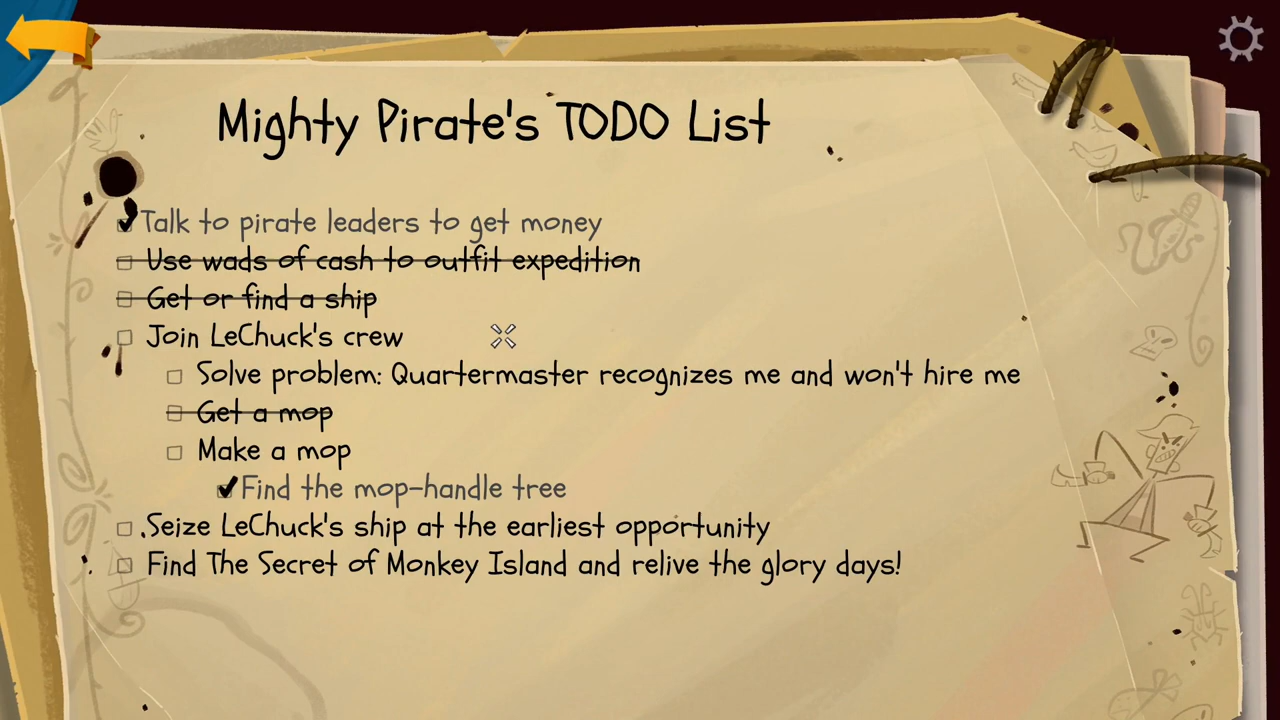 Mighty Pirate's TODO List
Talk to pirate leaders to get money
Use wads of cash to outfit expedition
Get or find a ship
Join LeChuck's crew
Solve problem: Quartermaster recognizes me and won't hire me
Get a mop
Make a mop
Find the mop-handle tree
Seize LeChuck's ship at the earliest opportunity
Find The Secret of Monkey Island and relive the glory days!